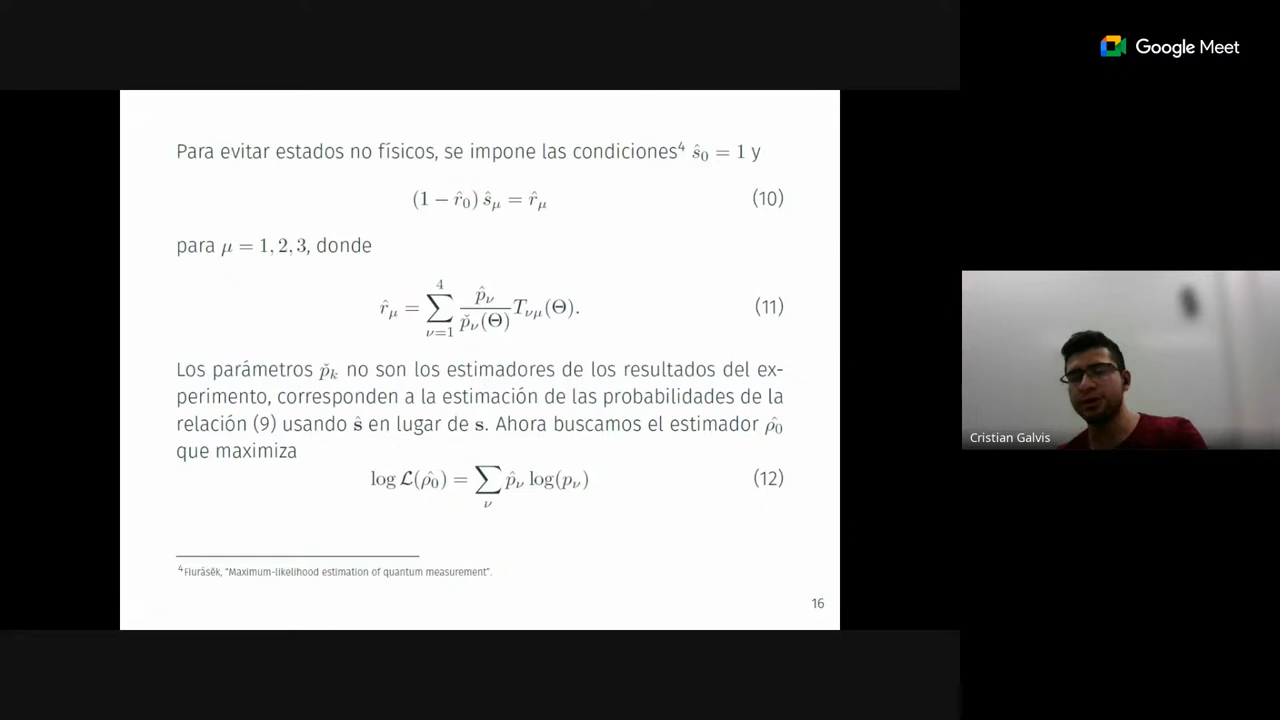 Google Meet
Para evitar estados no físicos, se impone las condiciones⁴ ŝ₀ = 1 y
(1 − r̂₀) ŝ_μ = r̂_μ (10)
para μ = 1, 2, 3, donde
r̂_μ = ∑_{ν=1}^{4} p̂_ν / p̌_ν(Θ) T_{νμ}(Θ). (11)
Los parámetros p̌_k no son los estimadores de los resultados del ex-
perimento, corresponden a la estimación de las probabilidades de la
relación (9) usando ŝ en lugar de s. Ahora buscamos el estimador ρ̂₀
que maximiza
log ℒ(ρ̂₀) = ∑_ν p̂_ν log(p_ν) (12)
⁴Fiurášek, "Maximum-likelihood estimation of quantum measurement".
16
Cristian Galvis